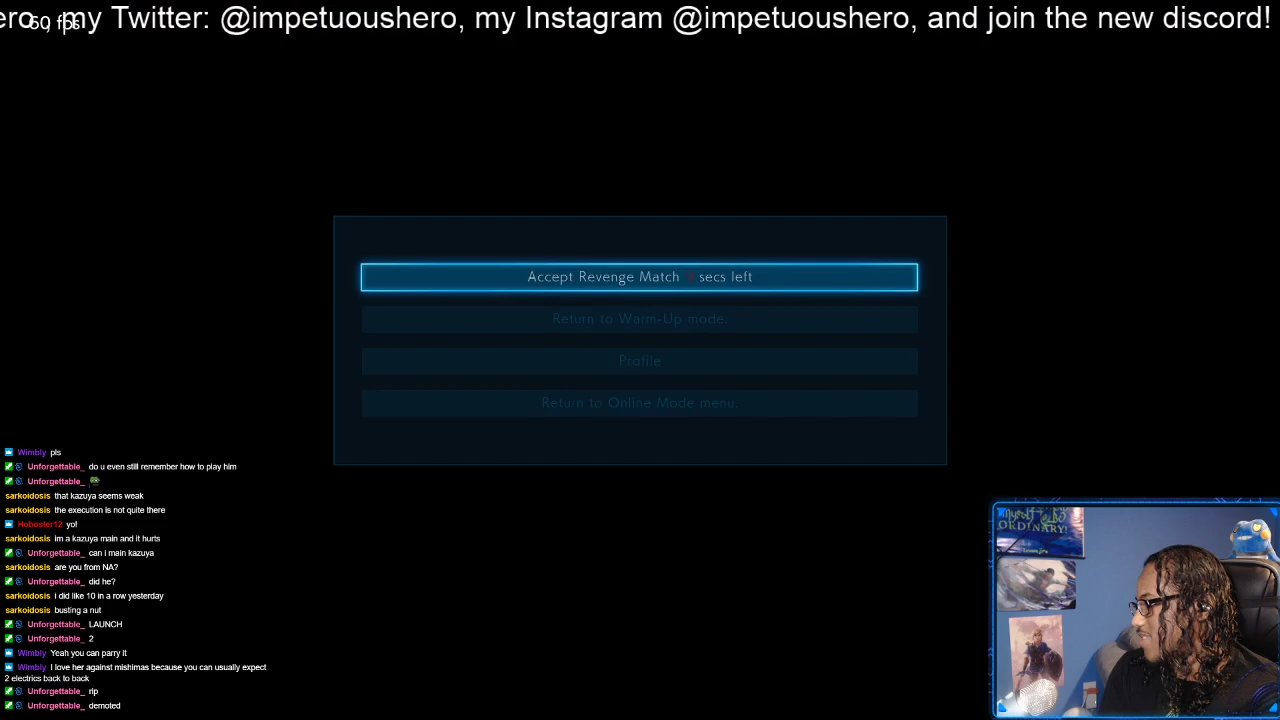 ero, my Twitter: @impetuoushero, my Instagram @impetuoushero, and join the new discord!
60 fps
Accept Revenge Match secs left
Return to Warm-Up mode.
Profile
Return to Online Mode menu.
Wimbly pls
Unforgettable_ do u even still remember how to play him
Unforgettable_
sarkoidosis that kazuya seems weak
sarkoidosis the execution is not quite there
Hoboster12 yo!
sarkoidosis im a kazuya main and it hurts
Unforgettable_ can i main kazuya
sarkoidosis are you from NA?
Unforgettable_ did he?
sarkoidosis i did like 10 in a row yesterday
sarkoidosis busting a nut
Unforgettable_ LAUNCH
Unforgettable_ 2
Wimbly Yeah you can parry it
Wimbly I love her against mishimas because you can usually expect
2 electrics back to back
Unforgettable_ rip
Unforgettable_ demoted
ORDINARY!